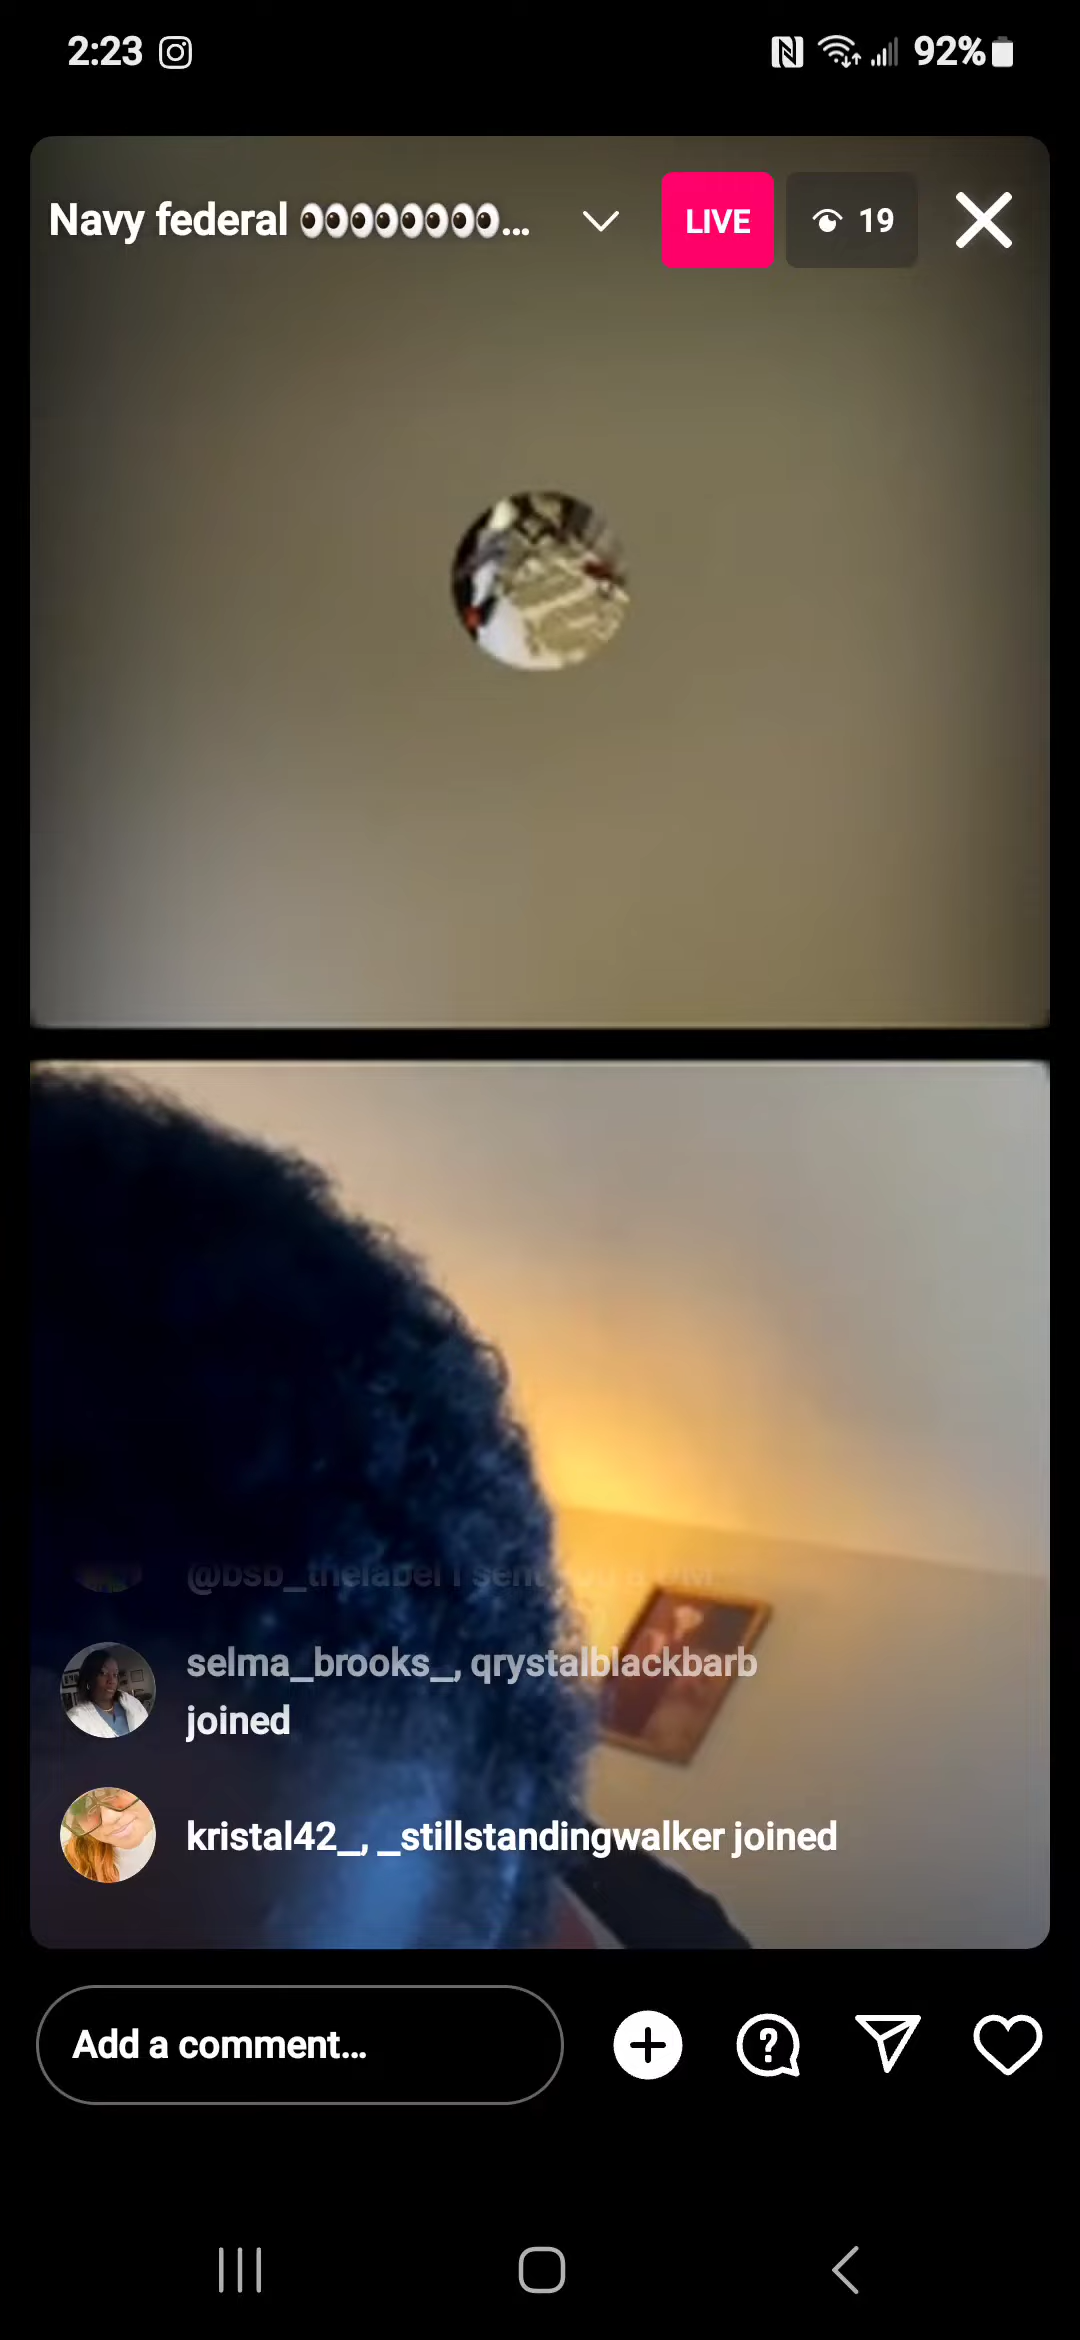 2:23 92%
Navy federal 👀👀👀👀... LIVE 19
@bsb_thelabel I sent you a DM
selma_brooks_, qrystalblackbarb
joined
kristal42_, _stillstandingwalker joined
Add a comment...